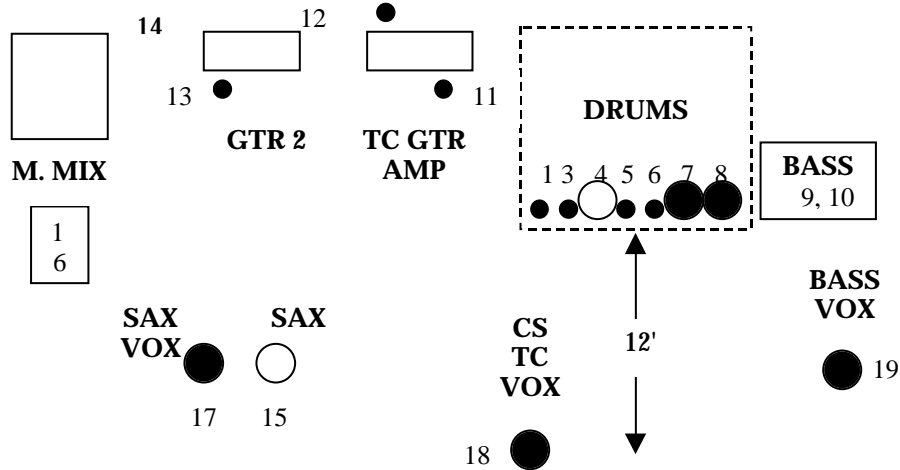 14
12
13
11
DRUMS
GTR 2
TC GTR
AMP
M. MIX
1 3 4 5 6 7 8
BASS
9, 10
1
6
BASS
VOX
SAX
VOX
SAX
CS
TC
VOX
12'
19
17
15
18